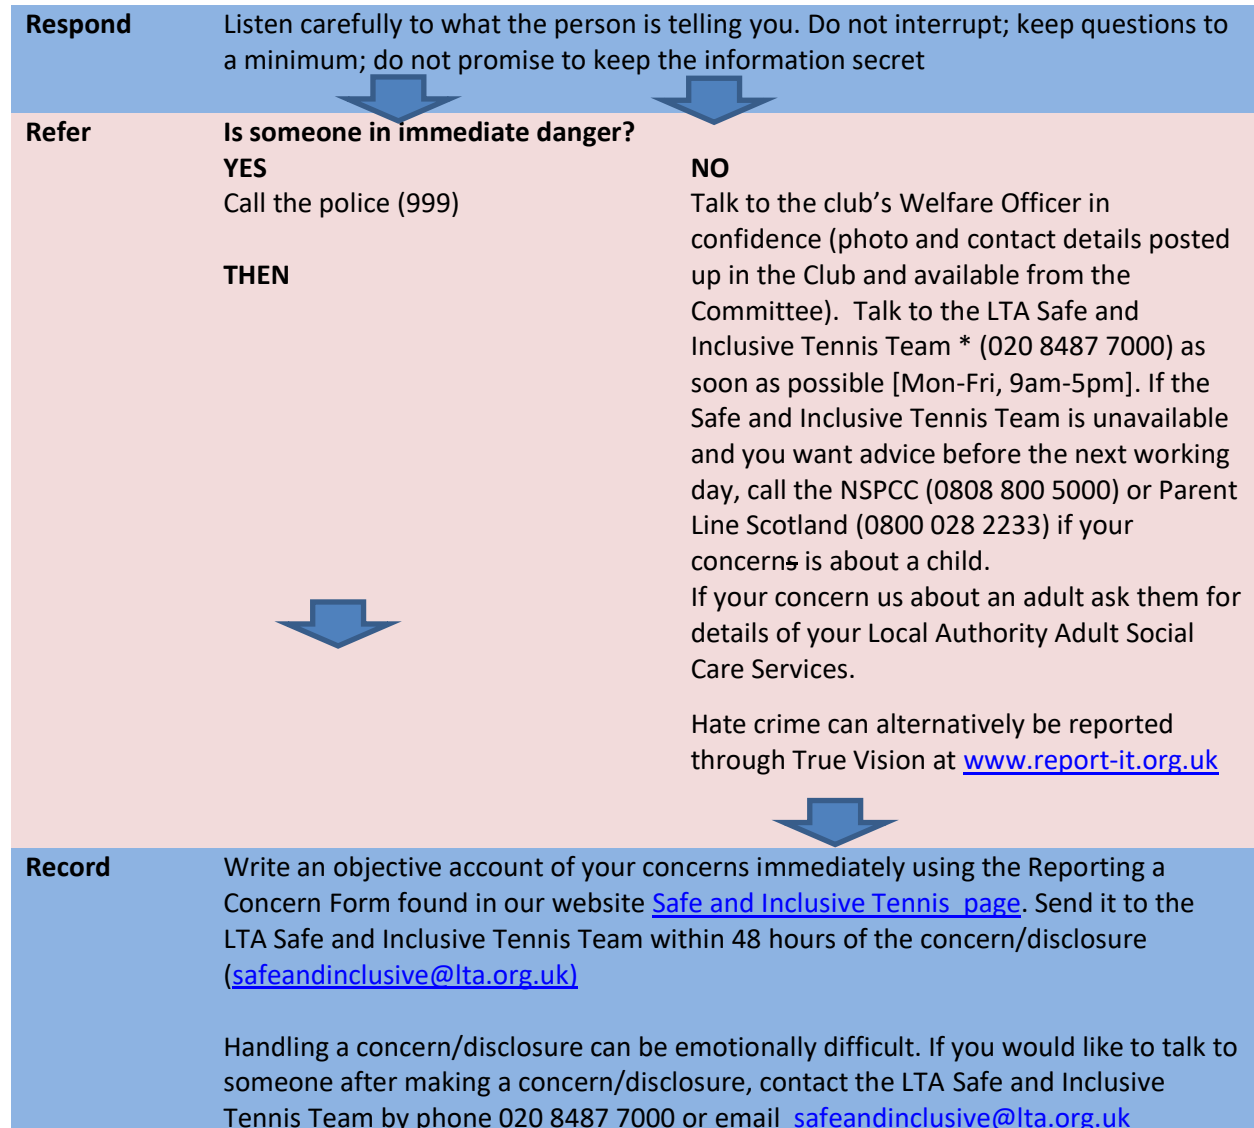 Respond
Listen carefully to what the person is telling you. Do not interrupt; keep questions to
a minimum; do not promise to keep the information secret
Refer
Is someone in immediate danger?
YES
Call the police (999)
THEN
NO
Talk to the club’s Welfare Officer in
confidence (photo and contact details posted
up in the Club and available from the
Committee).  Talk to the LTA Safe and
Inclusive Tennis Team * (020 8487 7000) as
soon as possible [Mon-Fri, 9am-5pm]. If the
Safe and Inclusive Tennis Team is unavailable
and you want advice before the next working
day, call the NSPCC (0808 800 5000) or Parent
Line Scotland (0800 028 2233) if your
concerns is about a child.
If your concern us about an adult ask them for
details of your Local Authority Adult Social
Care Services.
Hate crime can alternatively be reported
through True Vision at www.report-it.org.uk
Record
Write an objective account of your concerns immediately using the Reporting a
Concern Form found in our website Safe and Inclusive Tennis  page. Send it to the
LTA Safe and Inclusive Tennis Team within 48 hours of the concern/disclosure
(safeandinclusive@lta.org.uk)
Handling a concern/disclosure can be emotionally difficult. If you would like to talk to
someone after making a concern/disclosure, contact the LTA Safe and Inclusive
Tennis Team by phone 020 8487 7000 or email  safeandinclusive@lta.org.uk